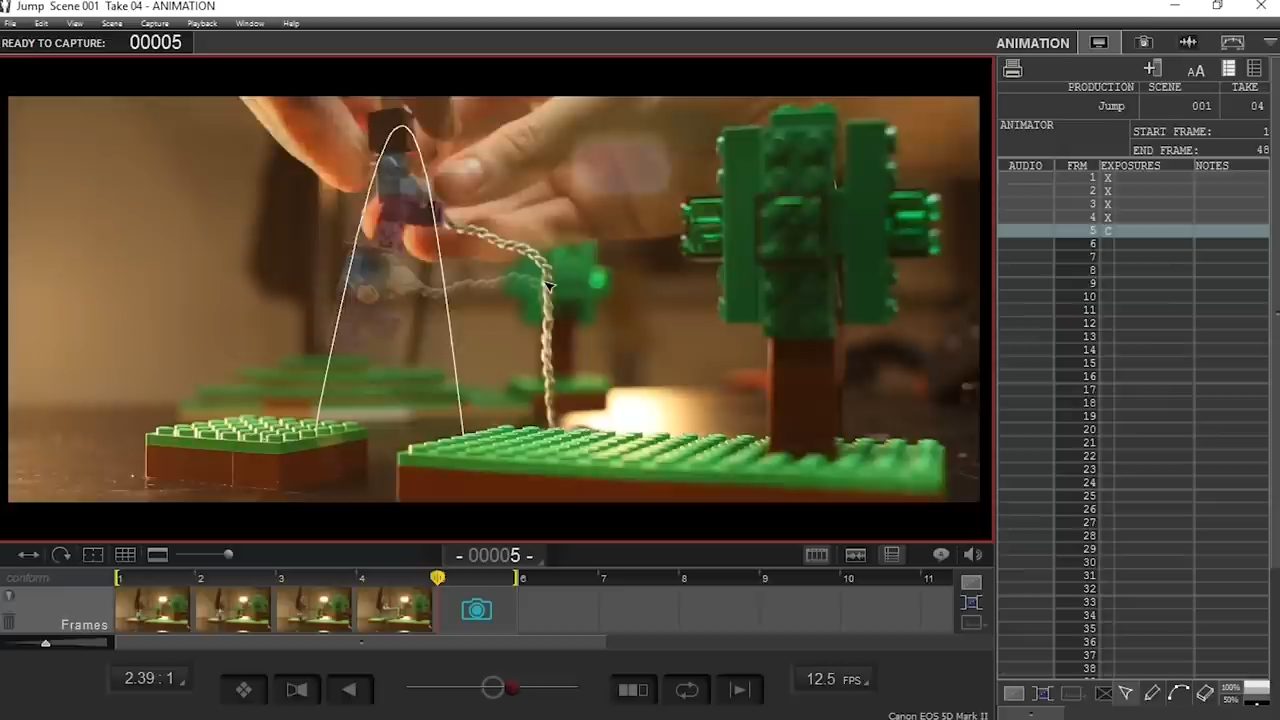 Jump Scene 001 Take 04 - ANIMATION
File Edit View Scene Capture Playback Window Help
READY TO CAPTURE: 00005
ANIMATION
AA
PRODUCTION SCENE TAKE
Jump 001 04
ANIMATOR
START FRAME: 1
END FRAME: 48
AUDIO FRM EXPOSURES NOTES
1 X
2 X
3 X
4 X
5 C
6
7
8
9
10
11
12
13
14
15
16
17
18
19
20
21
22
23
24
25
26
27
28
29
30
31
32
33
34
35
36
37
38
- 00005 -
conform
1 2 3 4 6 7 8 9 10 11
Frames
2.39 : 1
12.5 FPS
100%
50%
Canon EOS 5D Mark II